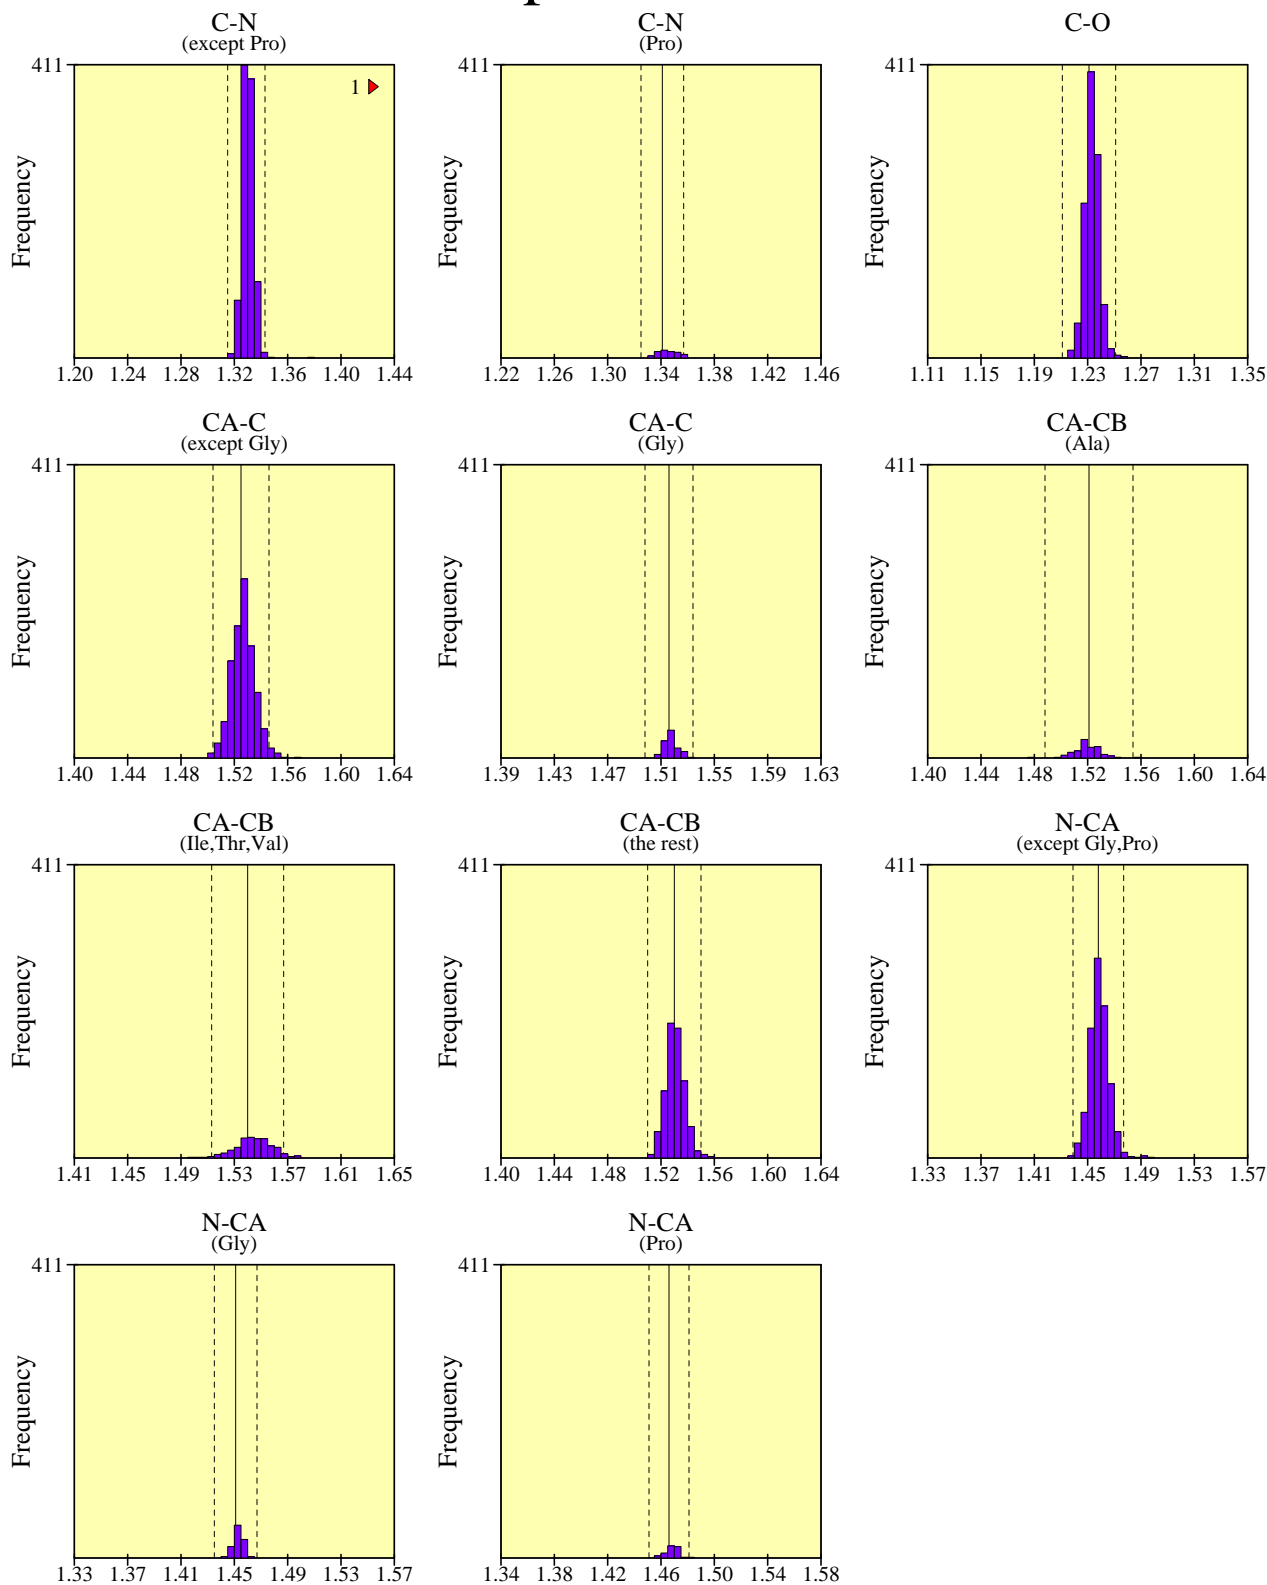 C-N C-N C-O
(except Pro) (Pro)
411 411 411
1
Frequency Frequency Frequency
1.20 1.24 1.28 1.32 1.36 1.40 1.44 1.22 1.26 1.30 1.34 1.38 1.42 1.46 1.11 1.15 1.19 1.23 1.27 1.31 1.35
CA-C CA-C CA-CB
(except Gly) (Gly) (Ala)
411 411 411
Frequency Frequency Frequency
1.40 1.44 1.48 1.52 1.56 1.60 1.64 1.39 1.43 1.47 1.51 1.55 1.59 1.63 1.40 1.44 1.48 1.52 1.56 1.60 1.64
CA-CB CA-CB N-CA
(Ile,Thr,Val) (the rest) (except Gly,Pro)
411 411 411
Frequency Frequency Frequency
1.41 1.45 1.49 1.53 1.57 1.61 1.65 1.40 1.44 1.48 1.52 1.56 1.60 1.64 1.33 1.37 1.41 1.45 1.49 1.53 1.57
N-CA N-CA
(Gly) (Pro)
411 411
Frequency Frequency
1.33 1.37 1.41 1.45 1.49 1.53 1.57 1.34 1.38 1.42 1.46 1.50 1.54 1.58